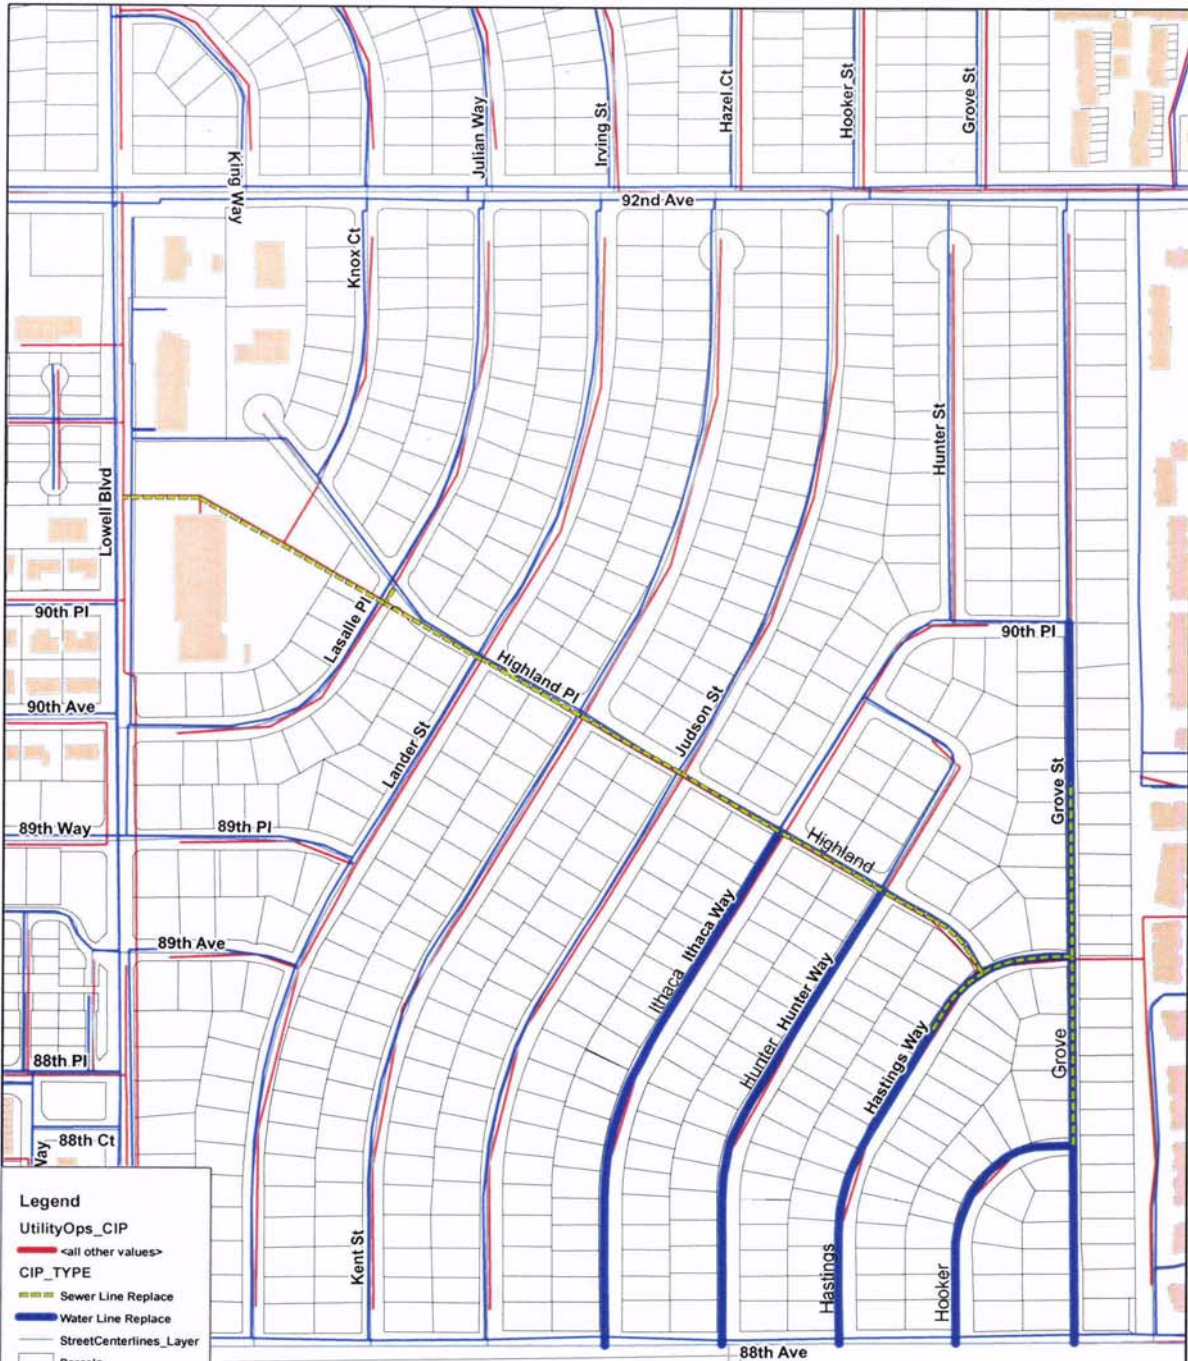 Julian Way
Irving St
Hazel Ct
Hooker St
Grove St
King Way
92nd Ave
Knox Ct
Hunter St
Lowell Blvd
90th Pl
Lasalle Pl
Highland Pl
90th Pl
90th Ave
Judson St
Lander St
Grove St
89th Way
89th Pl
Highland
Ithaca Ithaca Way
89th Ave
Hunter Hunter Way
Hastings Way
Grove
88th Pl
88th Ct
Way
Kent St
Hastings
Hooker
88th Ave
Legend
UtilityOps_CIP
<all other values>
CIP_TYPE
Sewer Line Replace
Water Line Replace
StreetCenterlines_Layer